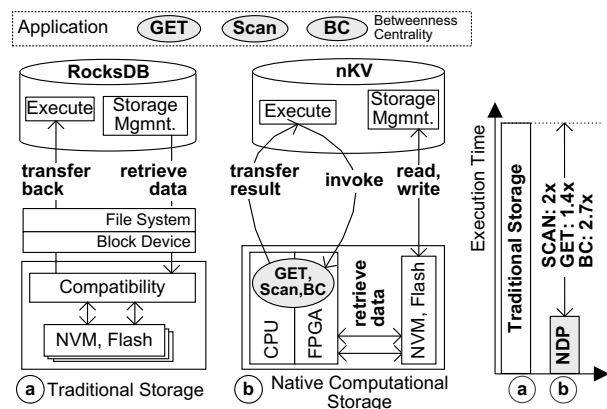 Application
GET
Scan
BC
Betweenness
Centrality
RocksDB
Execute
Storage
Mgmnt.
transfer
back
retrieve
data
File System
Block Device
Compatibility
NVM, Flash
a Traditional Storage
nKV
Execute
Storage
Mgmnt.
transfer
result
invoke
read,
write
GET,
Scan,BC
CPU
FPGA
retrieve
data
NVM, Flash
b Native Computational
Storage
Execution Time
Traditional Storage
SCAN: 2x
GET: 1.4x
BC: 2.7x
NDP
a
b